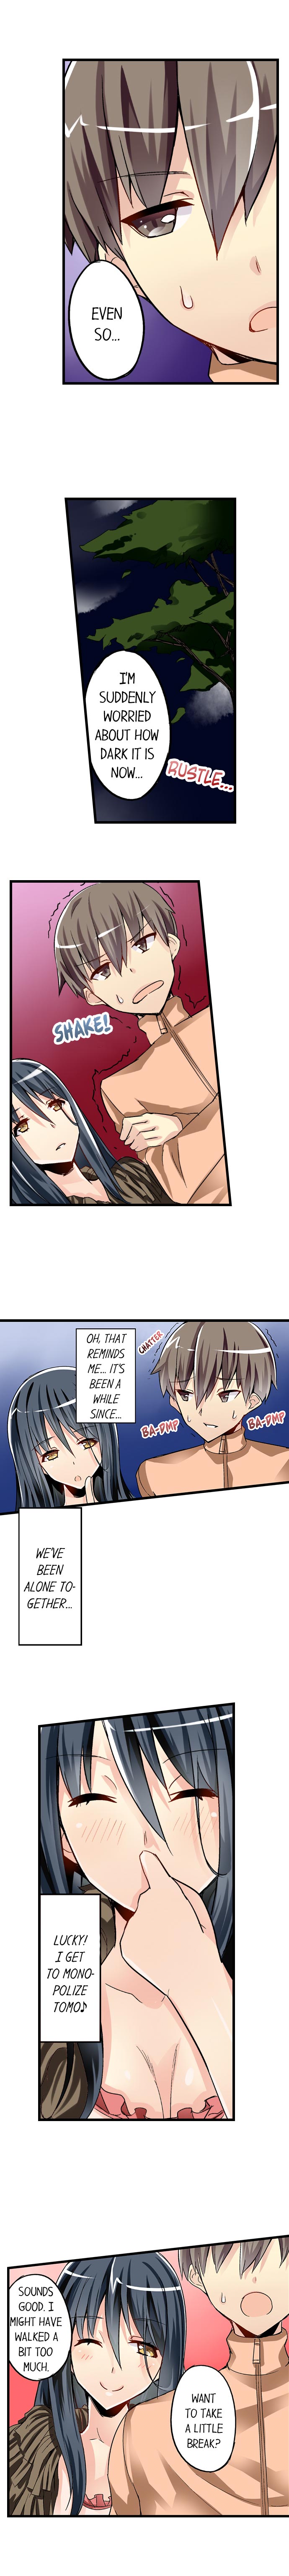 EVEN
SO...
I'M
SUDDENLY
WORRIED
ABOUT HOW
DARK IT IS
NOW...
RUSTLE...
SHAKE!
OH, THAT
REMINDS
ME... IT'S
BEEN A
WHILE
SINCE...
CHATTER
BA-DMP
BA-DMP
WE'VE
BEEN
ALONE TO-
GETHER...
LUCKY!
I GET
TO MONO-
POLIZE
TOMO♪
WANT
TO TAKE
A LITTLE
BREAK?
SOUNDS
GOOD. I
MIGHT HAVE
WALKED A
BIT TOO
MUCH.